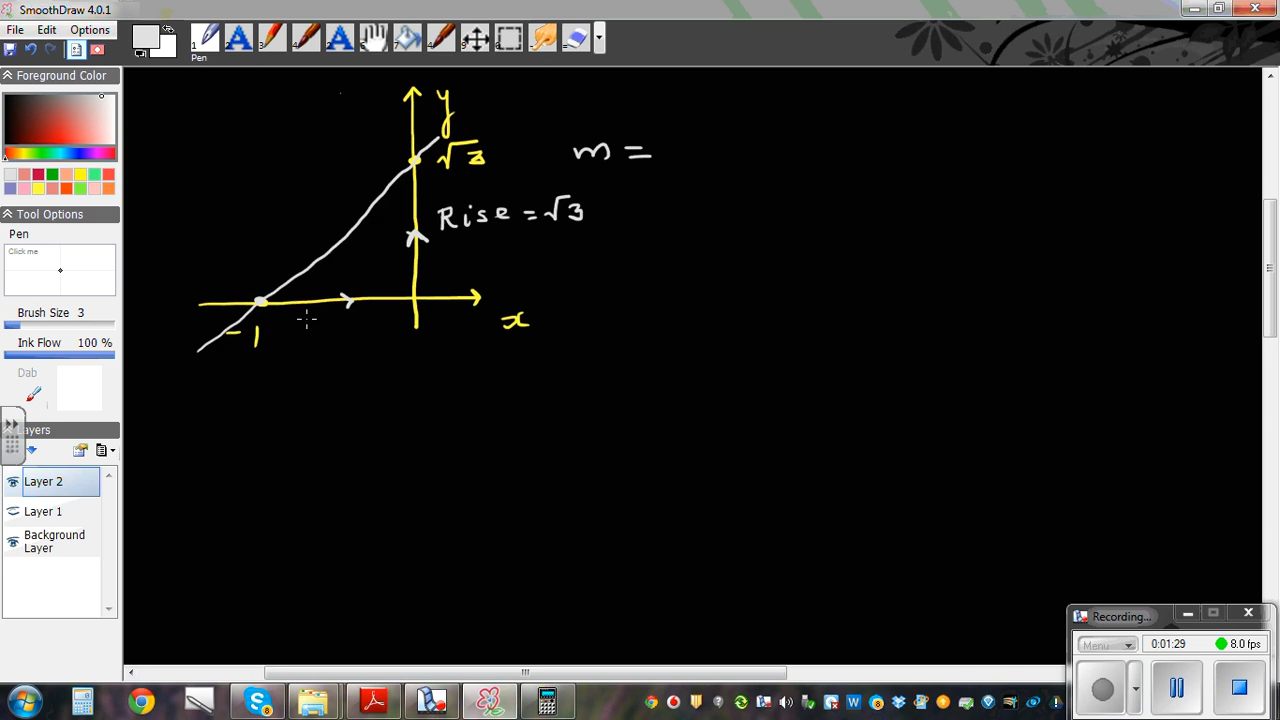 SmoothDraw 4.0.1
File Edit Options
Pen
Foreground Color
Tool Options
Pen
Click me
Brush Size 3
Ink Flow 100 %
Dab
Layers
Layer 2
Layer 1
Background Layer
y
√3
m =
Rise = √3
-1
x
Recording...
Menu
0:01:29
8.0 fps